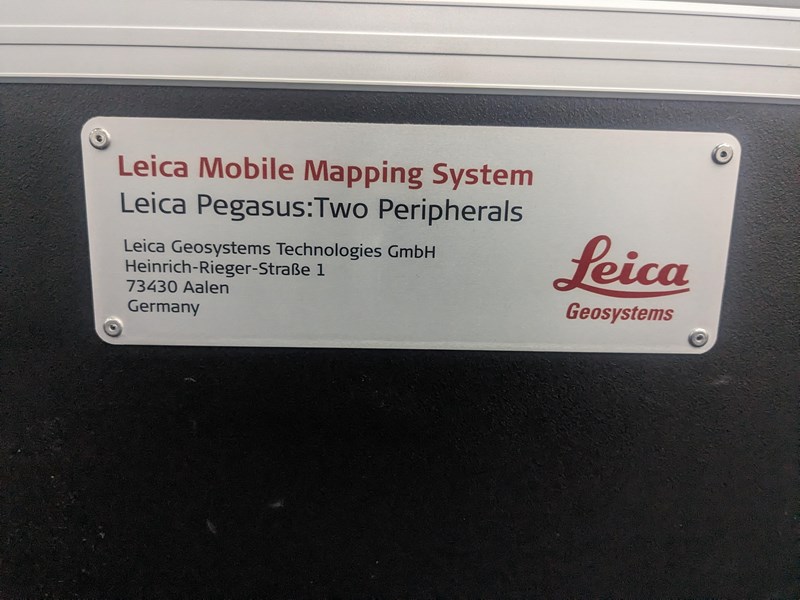 Leica Mobile Mapping System
Leica Pegasus:Two Peripherals
Leica Geosystems Technologies GmbH
Heinrich-Rieger-Straße 1
73430 Aalen
Germany
Leica
Geosystems